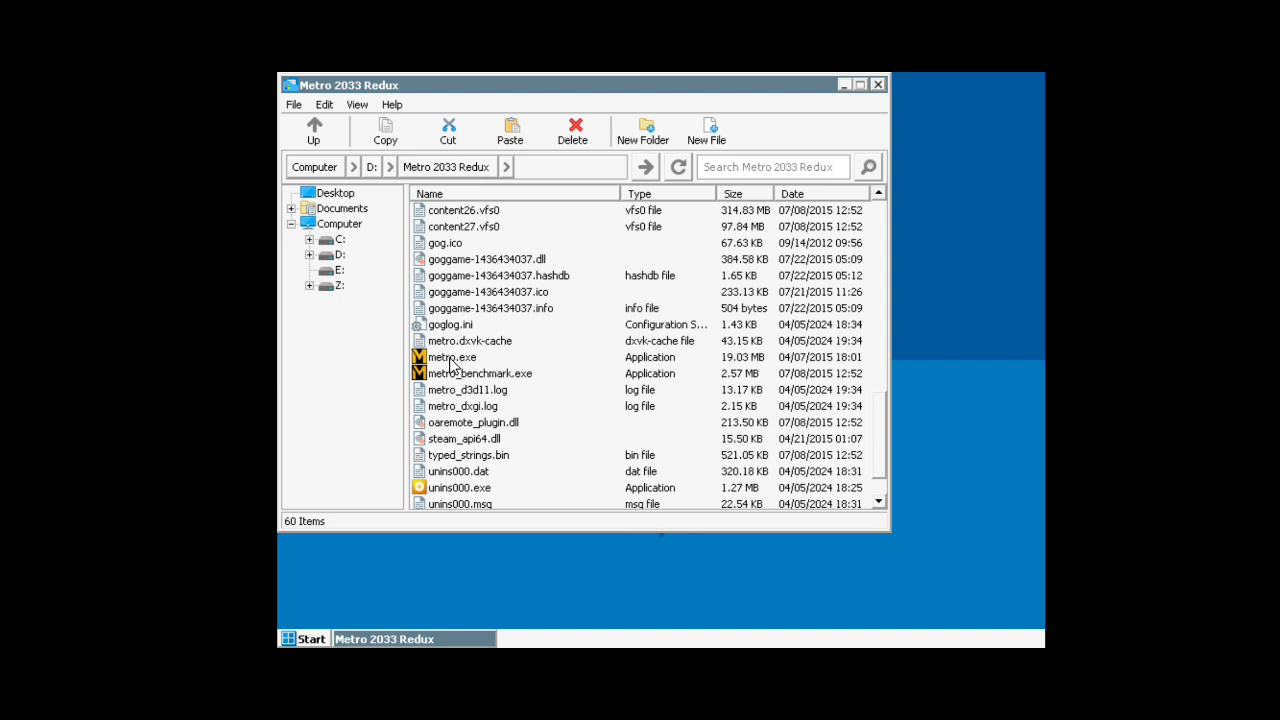 Metro 2033 Redux
File Edit View Help
Up Copy Cut Paste Delete New Folder New File
Computer D: Metro 2033 Redux Search Metro 2033 Redux
Desktop
Documents
Computer
C:
D:
E:
Z:
Name Type Size Date
content26.vfs0 vfs0 file 314.83 MB 07/08/2015 12:52
content27.vfs0 vfs0 file 97.84 MB 07/08/2015 12:52
gog.ico 67.63 KB 09/14/2012 09:56
goggame-1436434037.dll 384.58 KB 07/22/2015 05:09
goggame-1436434037.hashdb hashdb file 1.65 KB 07/22/2015 05:12
goggame-1436434037.ico 233.13 KB 07/21/2015 11:26
goggame-1436434037.info info file 504 bytes 07/22/2015 05:09
goglog.ini Configuration S... 1.43 KB 04/05/2024 18:34
metro.dxvk-cache dxvk-cache file 43.15 KB 04/05/2024 19:34
metro.exe Application 19.03 MB 04/07/2015 18:01
metro_benchmark.exe Application 2.57 MB 07/08/2015 12:52
metro_d3d11.log log file 13.17 KB 04/05/2024 19:34
metro_dxgi.log log file 2.15 KB 04/05/2024 19:34
oaremote_plugin.dll 213.50 KB 07/08/2015 12:52
steam_api64.dll 15.50 KB 04/21/2015 01:07
typed_strings.bin bin file 521.05 KB 07/08/2015 12:52
unins000.dat dat file 320.18 KB 04/05/2024 18:31
unins000.exe Application 1.27 MB 04/05/2024 18:25
unins000.msg msg file 22.54 KB 04/05/2024 18:31
60 Items
Start Metro 2033 Redux